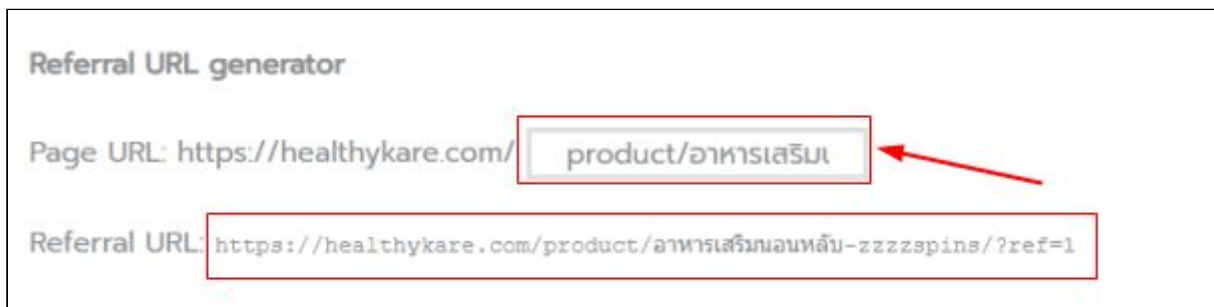 Referral URL generator
Page URL: https://healthykare.com/ product/อาหารเสริมเ
Referral URL: https://healthykare.com/product/อาหารเสริมนอนหลับ-zzzzspins/?ref=1